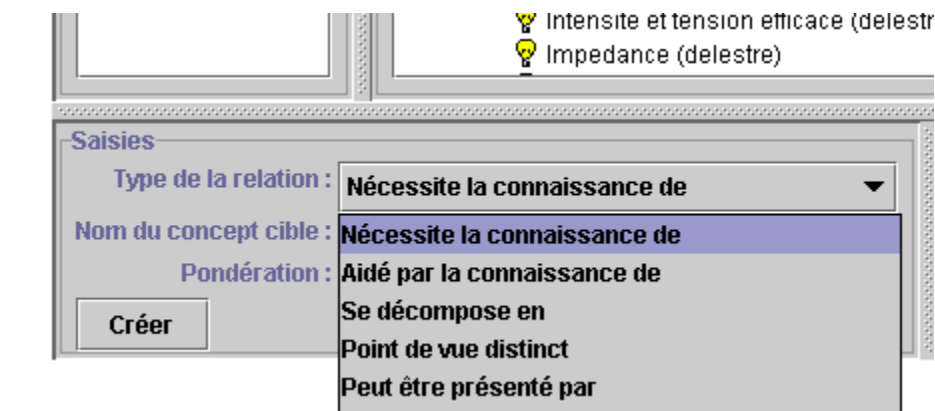 Intensite et tension efficace (delestr
Impedance (delestre)
Saisies
Type de la relation : Nécessite la connaissance de
Nom du concept cible : Nécessite la connaissance de
Pondération : Aidé par la connaissance de
Se décompose en
Créer
Point de vue distinct
Peut être présenté par